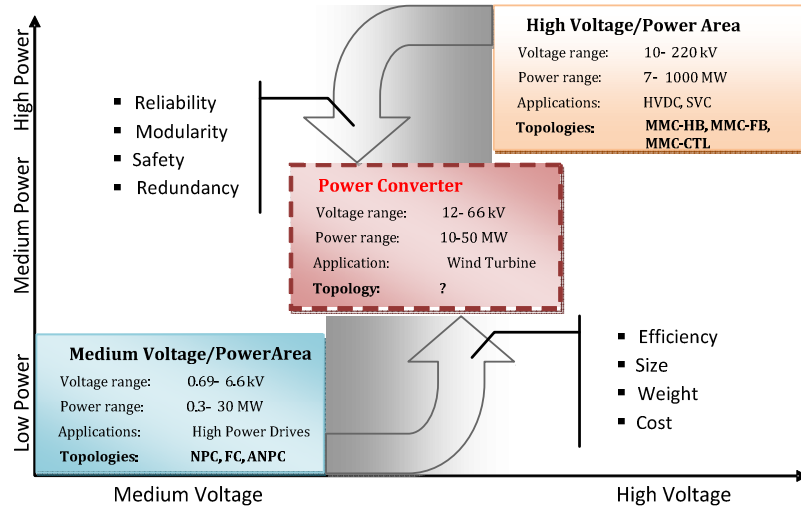 High Power
Medium Power
Low Power
Medium Voltage
High Voltage
High Voltage/Power Area
Voltage range: 10- 220 kV
Power range: 7- 1000 MW
Applications: HVDC, SVC
Topologies: MMC-HB, MMC-FB,
MMC-CTL
▪ Reliability
▪ Modularity
▪ Safety
▪ Redundancy
Power Converter
Voltage range: 12- 66 kV
Power range: 10-50 MW
Application: Wind Turbine
Topology: ?
Medium Voltage/PowerArea
Voltage range: 0.69- 6.6 kV
Power range: 0.3- 30 MW
Applications: High Power Drives
Topologies: NPC, FC, ANPC
▪ Efficiency
▪ Size
▪ Weight
▪ Cost